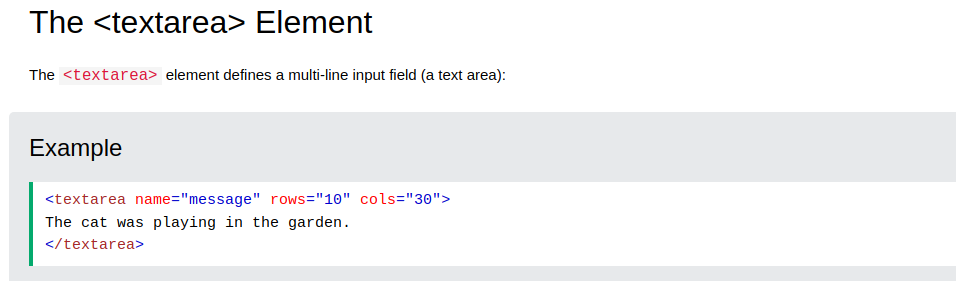 The <textarea> Element
The <textarea> element defines a multi-line input field (a text area):
Example
<textarea name="message" rows="10" cols="30">
The cat was playing in the garden.
</textarea>